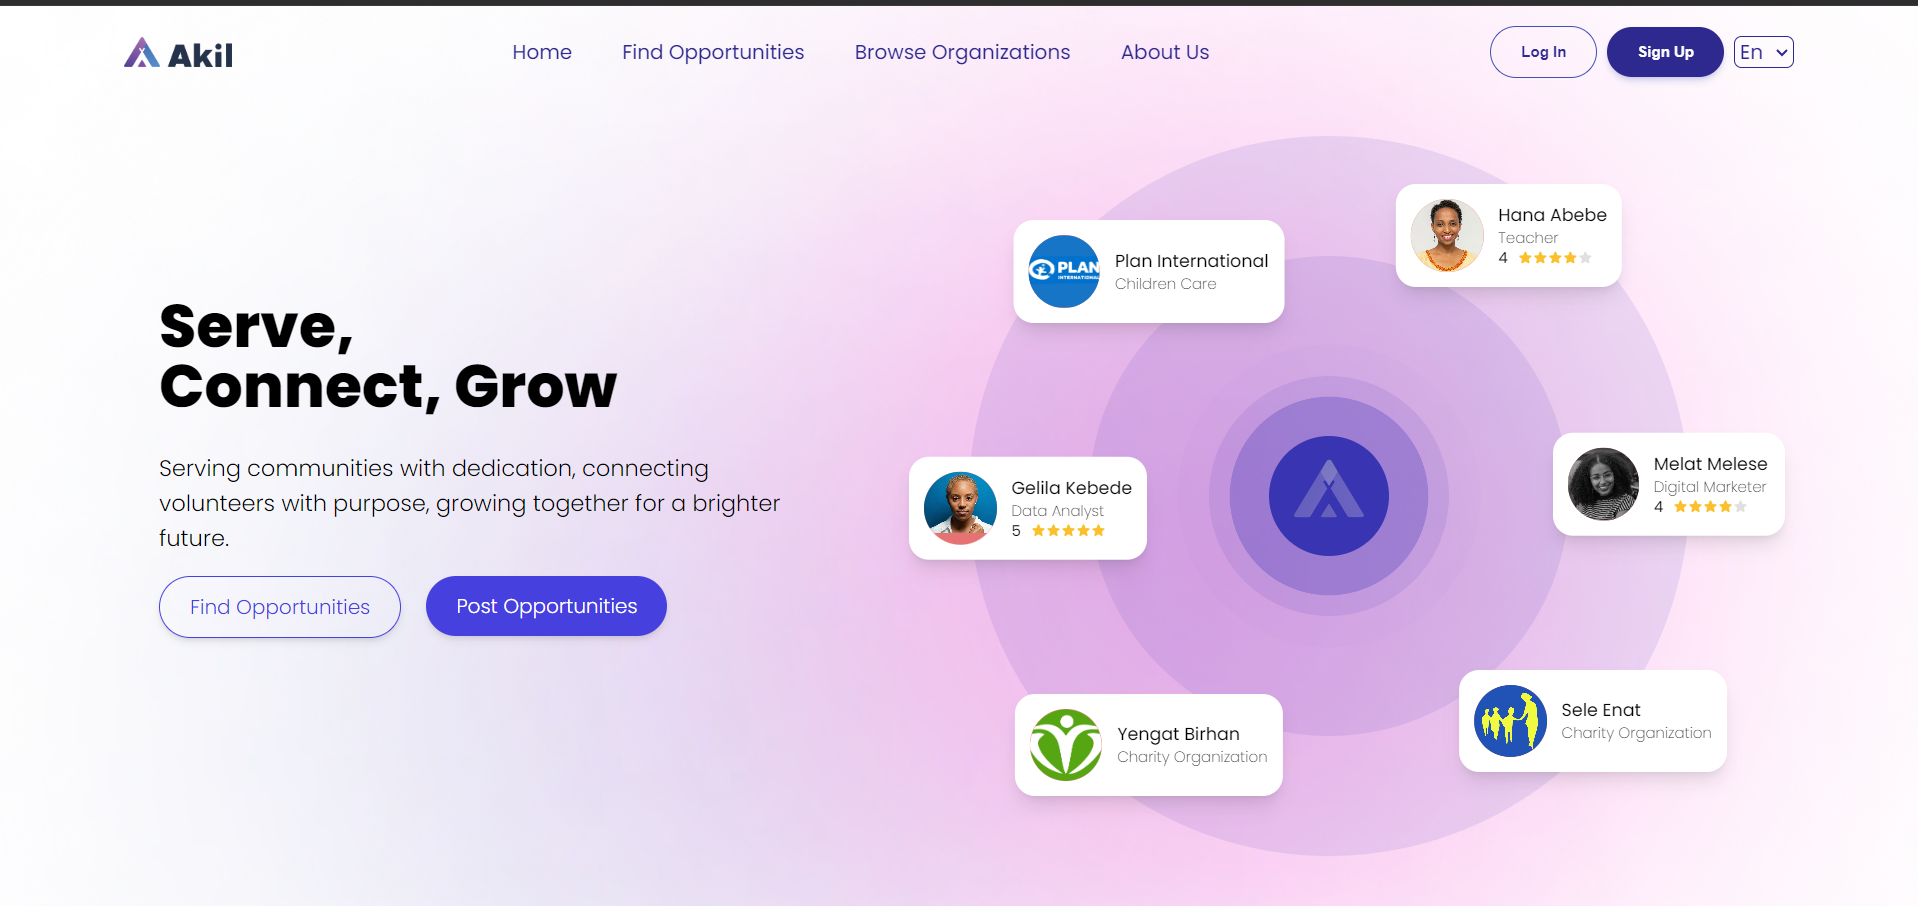 Akil
Home
Find Opportunities
Browse Organizations
About Us
Log In
Sign Up
En
Serve,
Connect, Grow
Serving communities with dedication, connecting
volunteers with purpose, growing together for a brighter
future.
Find Opportunities
Post Opportunities
PLAN
INTERNATIONAL
Plan International
Children Care
Hana Abebe
Teacher
4
Gelila Kebede
Data Analyst
5
Melat Melese
Digital Marketer
4
Yengat Birhan
Charity Organization
Sele Enat
Charity Organization